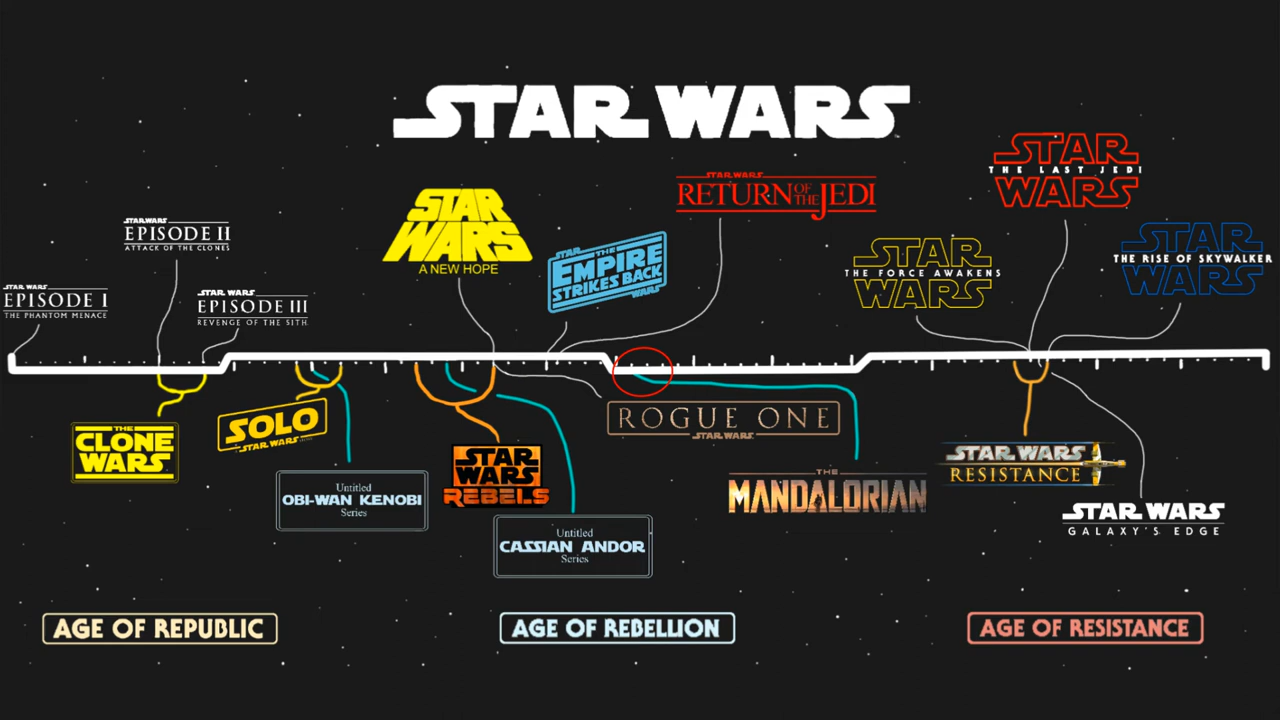 STAR WARS
STAR WARS
EPISODE I
THE PHANTOM MENACE
STAR WARS
EPISODE II
ATTACK OF THE CLONES
STAR WARS
EPISODE III
REVENGE OF THE SITH
STAR
WARS
A NEW HOPE
STAR
THE
EMPIRE
STRIKES BACK
WARS
STAR WARS
RETURN OF THE JEDI
STAR
THE FORCE AWAKENS
WARS
STAR
THE LAST JEDI
WARS
STAR
THE RISE OF SKYWALKER
WARS
THE
CLONE
WARS
SOLO
STAR WARS
Untitled
OBI-WAN KENOBI
Series
STAR
WARS
REBELS
Untitled
CASSIAN ANDOR
Series
ROGUE ONE
STAR WARS
THE
MANDALORIAN
STAR WARS
RESISTANCE
STAR WARS
GALAXY'S EDGE
AGE OF REPUBLIC
AGE OF REBELLION
AGE OF RESISTANCE